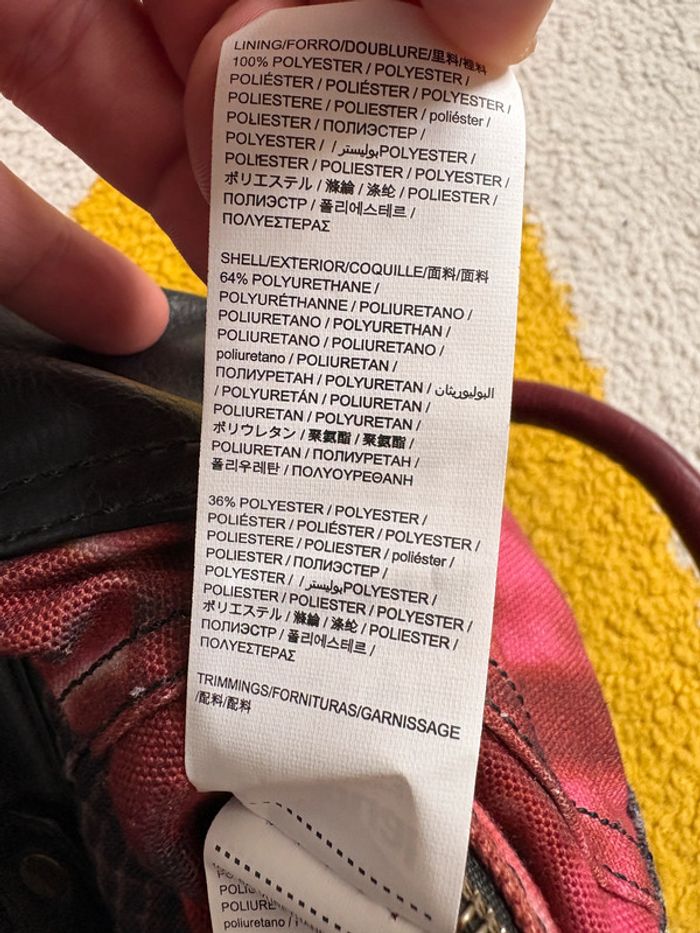 LINING/FORRO/DOUBLURE/里料/裡料
100% POLYESTER / POLYESTER /
POLIÉSTER / POLIÉSTER / POLYESTER /
POLIESTERE / POLIESTER / poliéster /
POLIESTER / ПОЛИЭСТЕР /
POLYESTER / / بوليستر POLYESTER /
POLIESTER / POLIESTER / POLYESTER /
ポリエステル / 滌綸 / 涤纶 / POLIESTER /
ПОЛИЭСТР / 폴리에스테르 /
ΠΟΛΥΕΣΤΕΡΑΣ
SHELL/EXTERIOR/COQUILLE/面料/面料
64% POLYURETHANE /
POLYURÉTHANNE / POLIURETANO /
POLIURETANO / POLYURETHAN /
POLIURETANO / POLIURETANO /
poliuretano / POLIURETAN /
ПОЛИУРЕТАН / POLYURETAN / البوليوريثان
/ POLYURETÁN / POLIURETAN /
POLIURETAN / POLYURETAN /
ポリウレタン / 聚氨酯 / 聚氨酯 /
POLIURETAN / ПОЛИУРЕТАН /
폴리우레탄 / ΠΟΛΥΟΥΡΕΘΑΝΗ
36% POLYESTER / POLYESTER /
POLIÉSTER / POLIÉSTER / POLYESTER /
POLIESTERE / POLIESTER / poliéster /
POLIESTER / ПОЛИЭСТЕР /
POLYESTER / / بوليستر POLYESTER /
POLIESTER / POLIESTER / POLYESTER /
ポリエステル / 滌綸 / 涤纶 / POLIESTER /
ПОЛИЭСТР / 폴리에스테르 /
ΠΟΛΥΕΣΤΕΡΑΣ
TRIMMINGS/FORNITURAS/GARNISSAGE
/配料/配料
poliuretano /